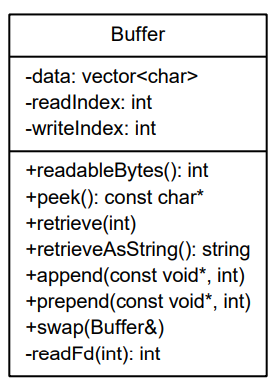 Buffer
-data: vector<char>
-readIndex: int
-writeIndex: int
+readableBytes(): int
+peek(): const char*
+retrieve(int)
+retrieveAsString(): string
+append(const void*, int)
+prepend(const void*, int)
+swap(Buffer&)
-readFd(int): int